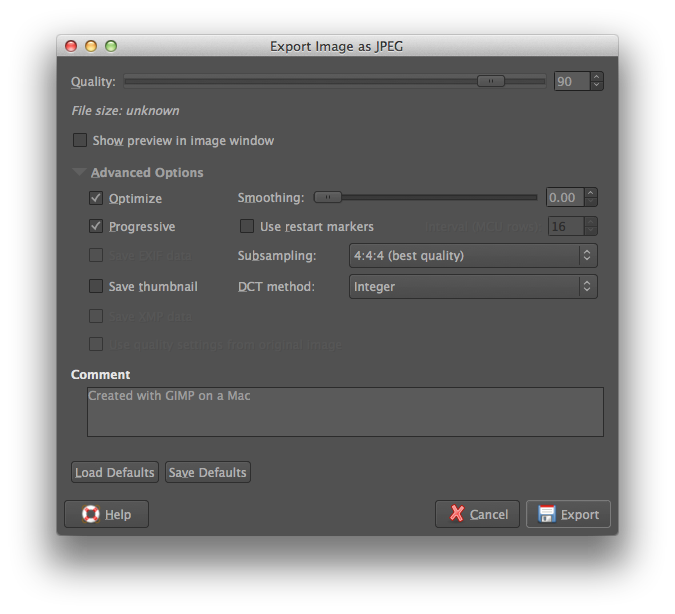 Export Image as JPEG
Quality: 90
File size: unknown
Show preview in image window
Advanced Options
Optimize Smoothing: 0.00
Progressive Use restart markers Interval (MCU rows): 16
Save EXIF data Subsampling: 4:4:4 (best quality)
Save thumbnail DCT method: Integer
Save XMP data
Use quality settings from original image
Comment
Created with GIMP on a Mac
Load Defaults Save Defaults
Help Cancel Export